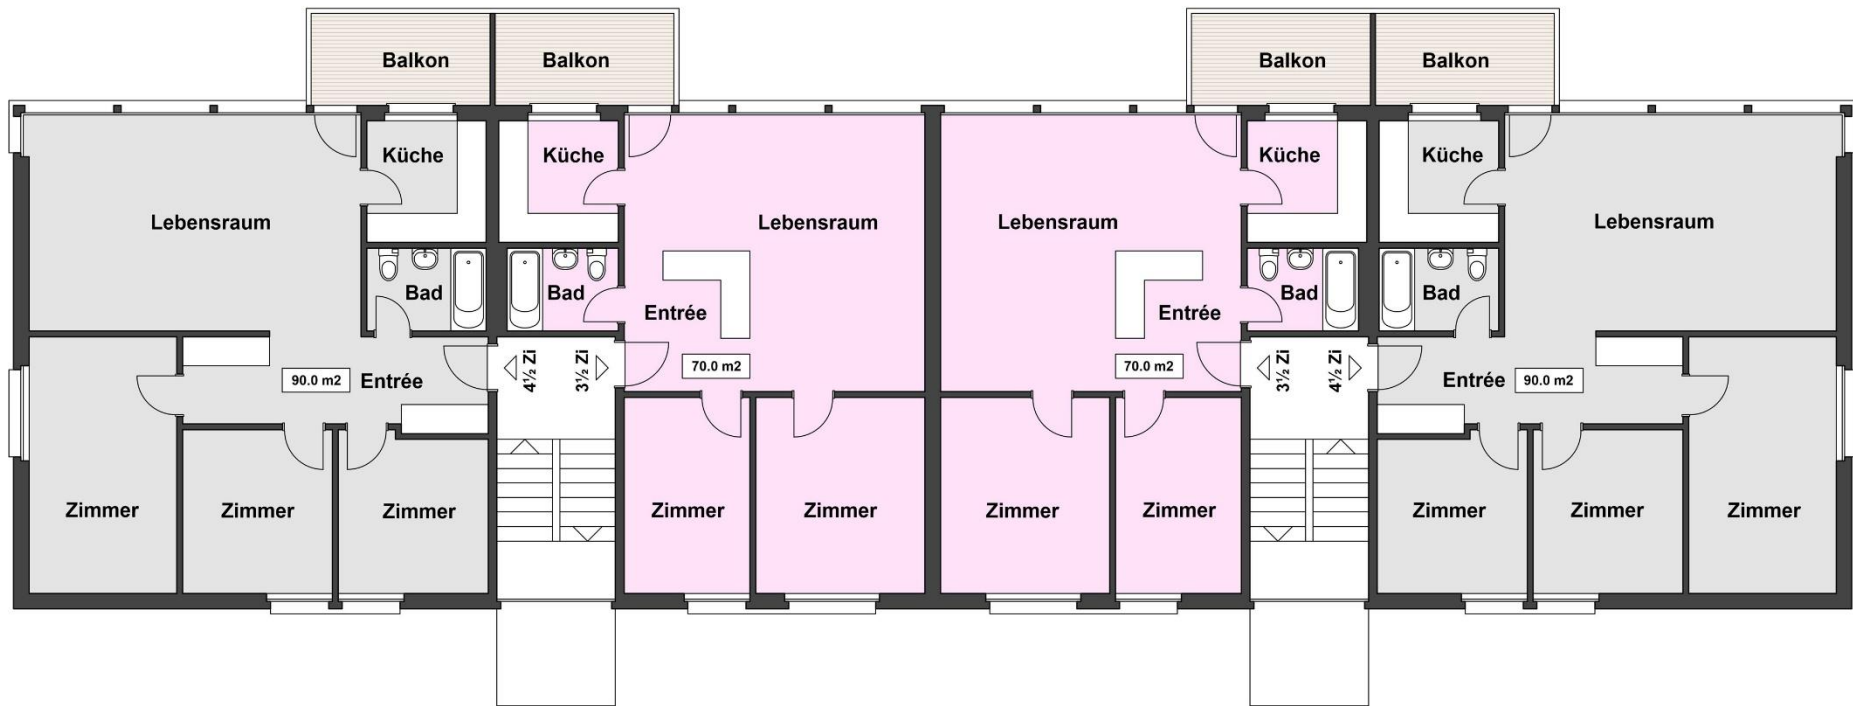 Balkon
Balkon
Balkon
Balkon
Küche
Küche
Küche
Küche
Lebensraum
Lebensraum
Lebensraum
Lebensraum
Bad
Bad
Bad
Bad
Entrée
Entrée
4½ Zi
3½ Zi
70.0 m2
70.0 m2
3½ Zi
4½ Zi
90.0 m2
Entrée
Entrée
90.0 m2
Zimmer
Zimmer
Zimmer
Zimmer
Zimmer
Zimmer
Zimmer
Zimmer
Zimmer
Zimmer